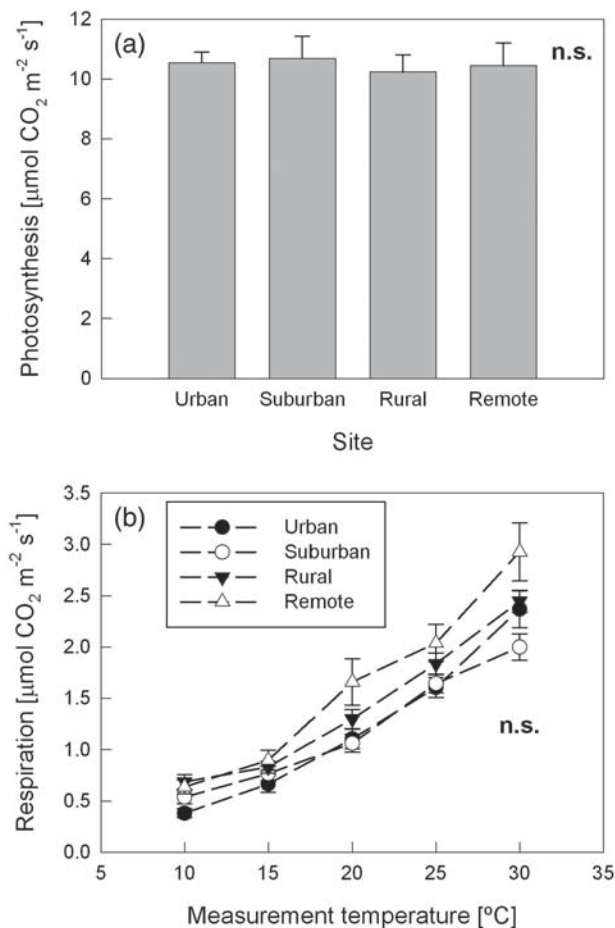 (a)
n.s.
Photosynthesis [µmol CO₂ m⁻² s⁻¹]
12
10
8
6
4
2
0
Urban Suburban Rural Remote
Site
(b)
Urban
Suburban
Rural
Remote
n.s.
Respiration [µmol CO₂ m⁻² s⁻¹]
3.5
3.0
2.5
2.0
1.5
1.0
0.5
0.0
5 10 15 20 25 30 35
Measurement temperature [ºC]